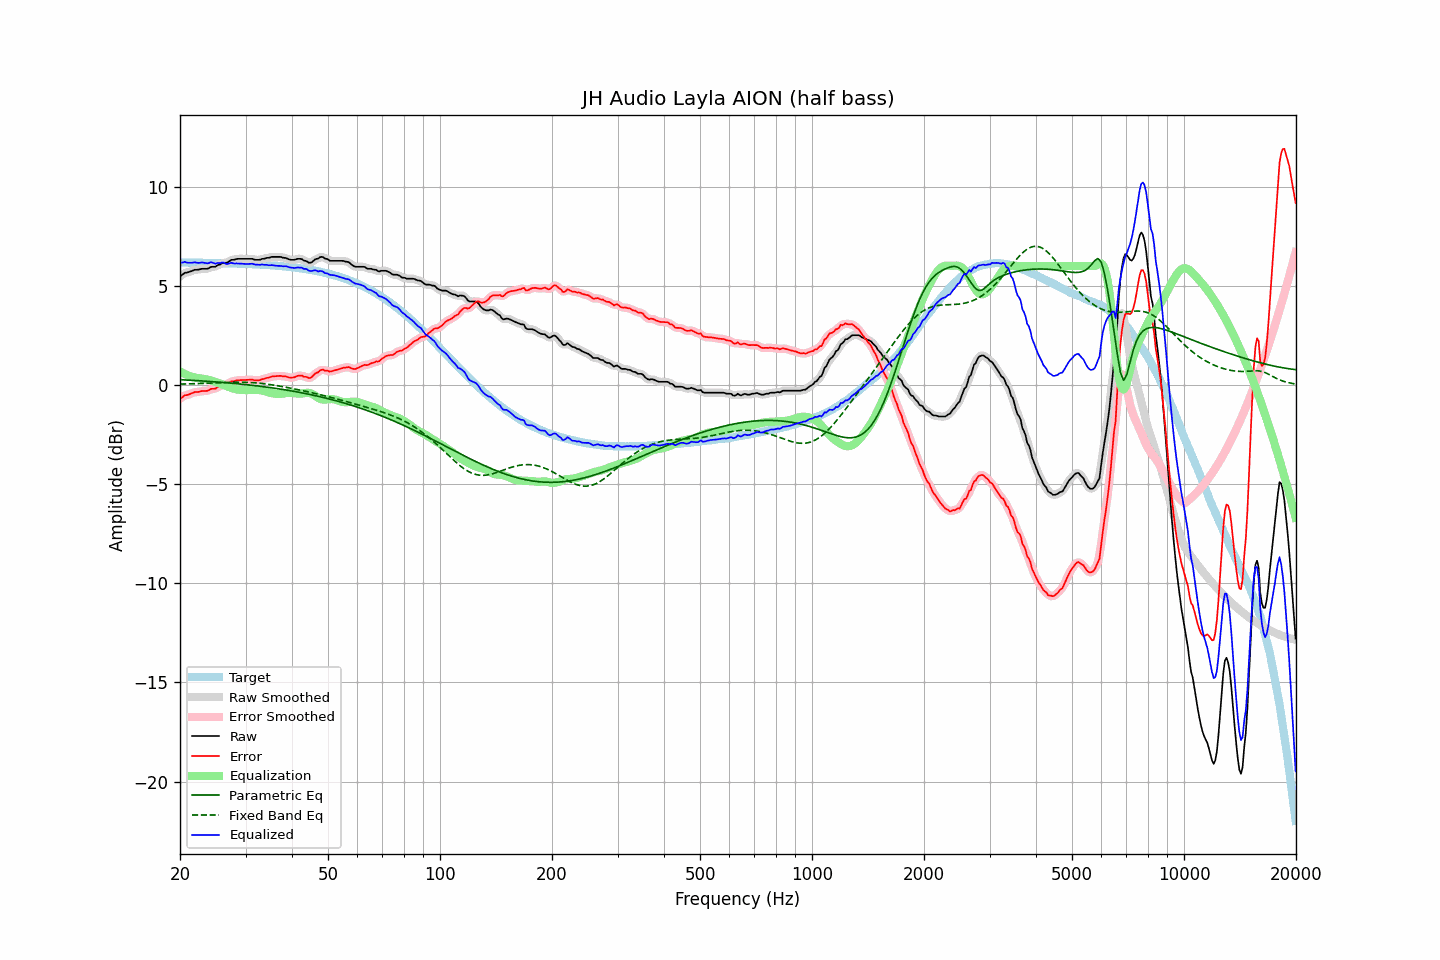 JH Audio Layla AION (half bass)
Amplitude (dBr)
10
5
0
−5
−10
−15
−20
Target
Raw Smoothed
Error Smoothed
Raw
Error
Equalization
Parametric Eq
Fixed Band Eq
Equalized
20 50 100 200 500 1000 2000 5000 10000 20000
Frequency (Hz)